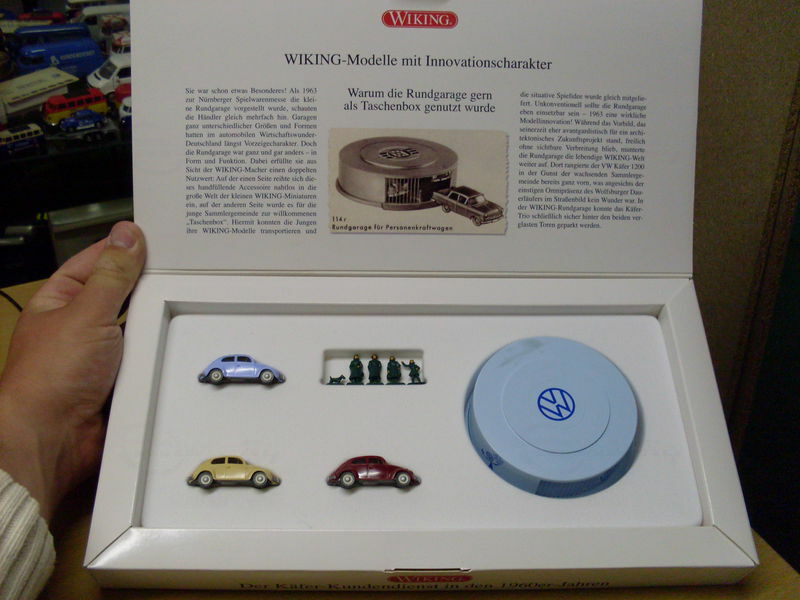 WIKING
WIKING-Modelle mit Innovationscharakter
Sie war schon etwas Besonderes! Als 1963
zur Nürnberger Spielwarenmesse die klei-
ne Rundgarage vorgestellt wurde, schauten
die Händler gleich mehrfach hin. Garagen
ganz unterschiedlicher Größen und Formen
hatten im automobilen Wirtschaftswunder-
Deutschland längst Vorzeigecharakter. Doch
die Rundgarage war ganz und gar anders – in
Form und Funktion. Dabei erfüllte sie aus
Sicht der WIKING-Macher einen doppelten
Nutzwert: Auf der einen Seite reihte sich die-
ses handfüllende Accessoire nahtlos in die
große Welt der kleinen WIKING-Miniaturen
ein, auf der anderen Seite wurde es für die
junge Sammlergemeinde zur willkommenen
„Taschenbox“. Hiermit konnten die Jungen
ihre WIKING-Modelle transportieren und
Warum die Rundgarage gern
als Taschenbox genutzt wurde
114r
Rundgarage für Personenkraftwagen
die situative Spielidee wurde gleich mitgelie-
fert. Unkonventionell sollte die Rundgarage
eben einsetzbar sein – 1963 eine wirkliche
Modellinnovation! Während das Vorbild, das
seinerzeit eher avantgardistisch für ein archi-
tektonisches Zukunftsprojekt stand, freilich
ohne sichtbare Verbreitung blieb, munterte
die Rundgarage die lebendige WIKING-Welt
weiter auf. Dort rangierte der VW Käfer 1200
in der Gunst der wachsenden Sammlerge-
meinde bereits ganz vorn, was angesichts der
einstigen Omnipräsenz des Wolfsburger Dau-
erläufers im Straßenbild kein Wunder war. In
der WIKING-Rundgarage konnte das Käfer-
Trio schließlich sicher hinter den beiden ver-
glasten Toren geparkt werden.
VW
WIKING
Der Käfer-Kundendienst in den 1960er-Jahren